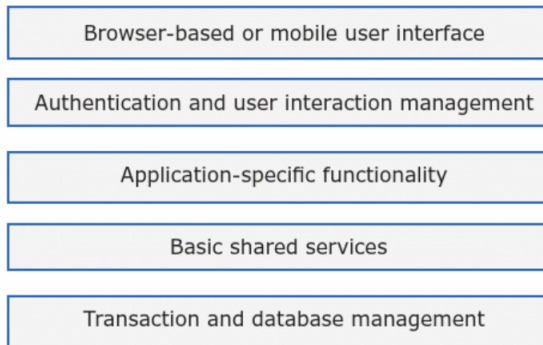 Browser-based or mobile user interface
Authentication and user interaction management
Application-specific functionality
Basic shared services
Transaction and database management